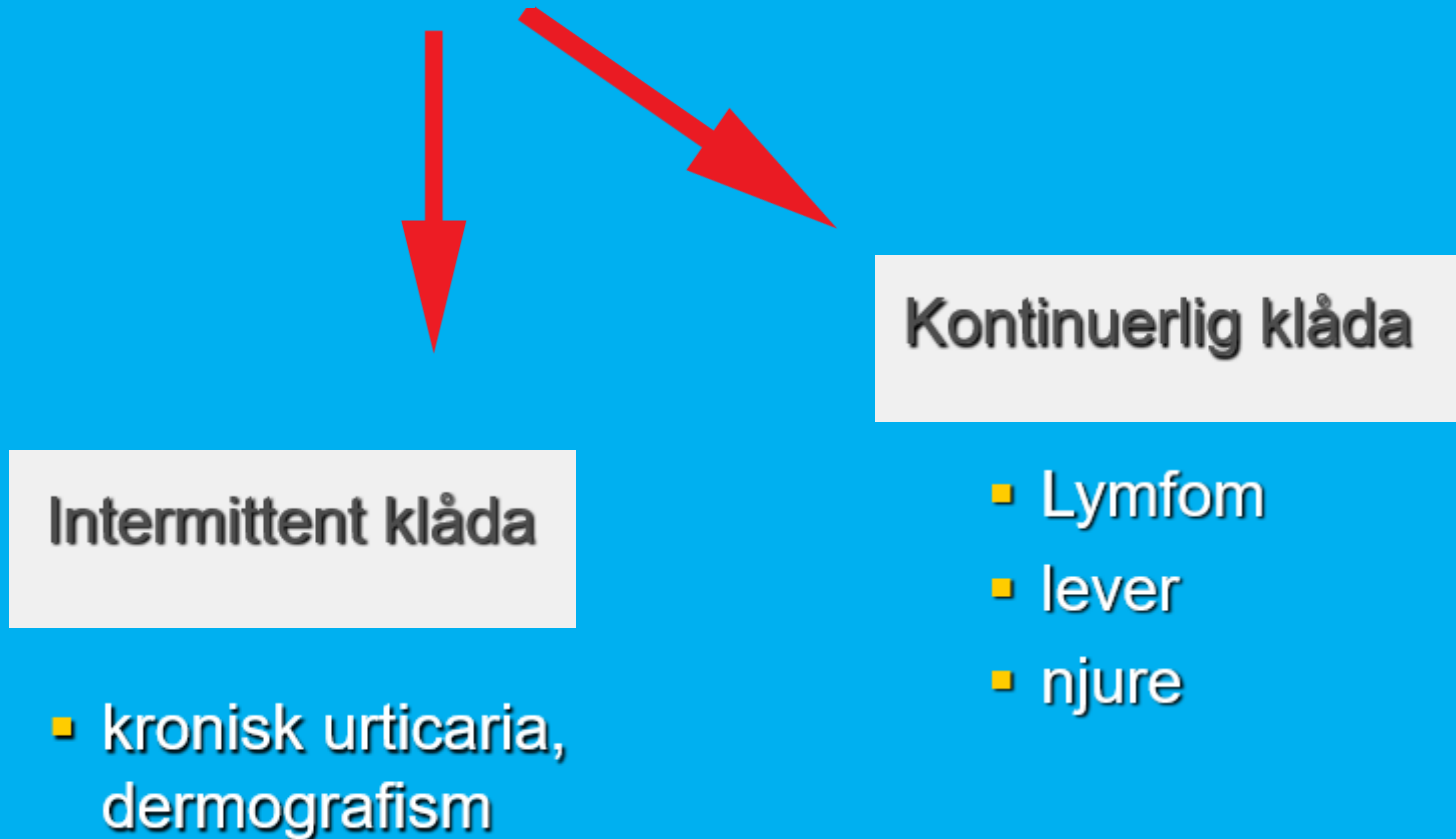 Intermittent klåda
kronisk urticaria,
dermografism
Kontinuerlig klåda
Lymfom
lever
njure